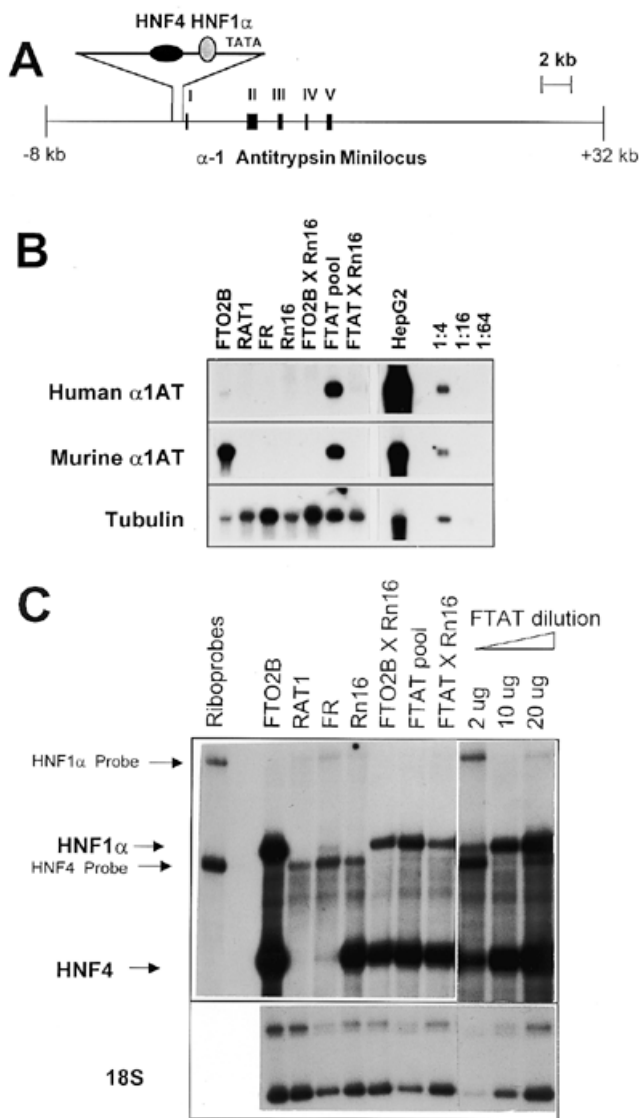 A
HNF4 HNF1α
TATA
2 kb
I II III IV V
-8 kb
α-1 Antitrypsin Minilocus
+32 kb
B
FTO2B
RAT1
FR
Rn16
FTO2B X Rn16
FTAT pool
FTAT X Rn16
HepG2
1:4
1:16
1:64
Human α1AT
Murine α1AT
Tubulin
C
Riboprobes
FTO2B
RAT1
FR
Rn16
FTO2B X Rn16
FTAT pool
FTAT X Rn16
FTAT dilution
2 ug
10 ug
20 ug
HNF1α Probe
HNF1α
HNF4 Probe
HNF4
18S